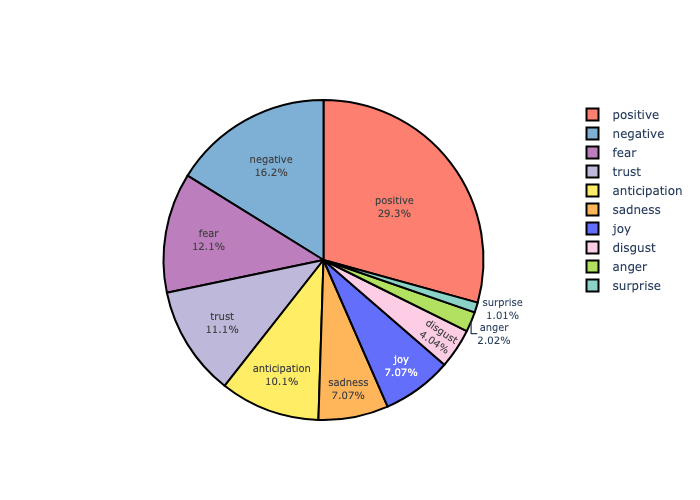 positive
29.3%
negative
16.2%
fear
12.1%
trust
11.1%
anticipation
10.1%
sadness
7.07%
joy
7.07%
disgust
4.04%
anger
2.02%
surprise
1.01%
positive
negative
fear
trust
anticipation
sadness
joy
disgust
anger
surprise